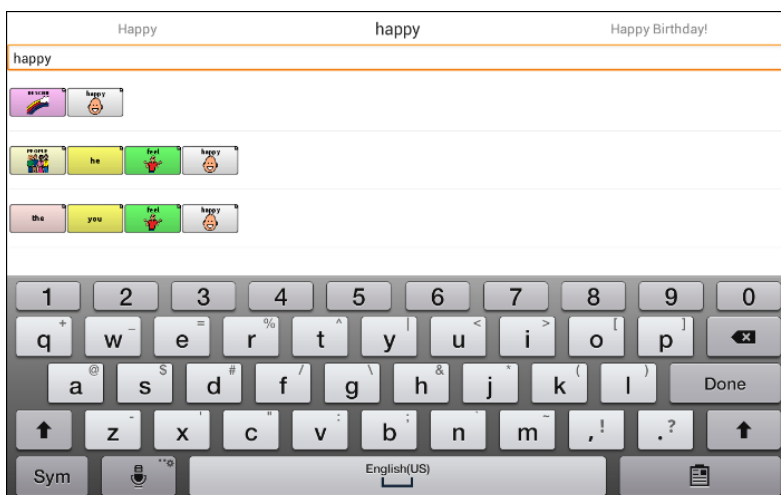 Happy happy Happy Birthday!
happy
DESCRIBE happy
PEOPLE he feel happy
the you feel happy
1 2 3 4 5 6 7 8 9 0
q + w _ e = r % t ^ y | u < i > o [ p ]
a @ s $ d # f / g \ h & j * k ( l ) Done
z - x ' c " v : b ; n , m ~ , ! . ?
Sym English(US)